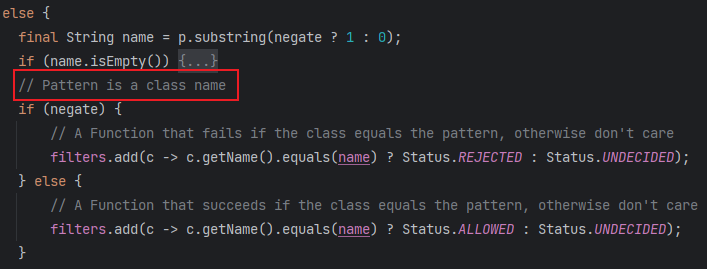 else {
final String name = p.substring(negate ? 1 : 0);
if (name.isEmpty()) {...}
// Pattern is a class name
if (negate) {
// A Function that fails if the class equals the pattern, otherwise don't care
filters.add(c -> c.getName().equals(name) ? Status.REJECTED : Status.UNDECIDED);
} else {
// A Function that succeeds if the class equals the pattern, otherwise don't care
filters.add(c -> c.getName().equals(name) ? Status.ALLOWED : Status.UNDECIDED);
}